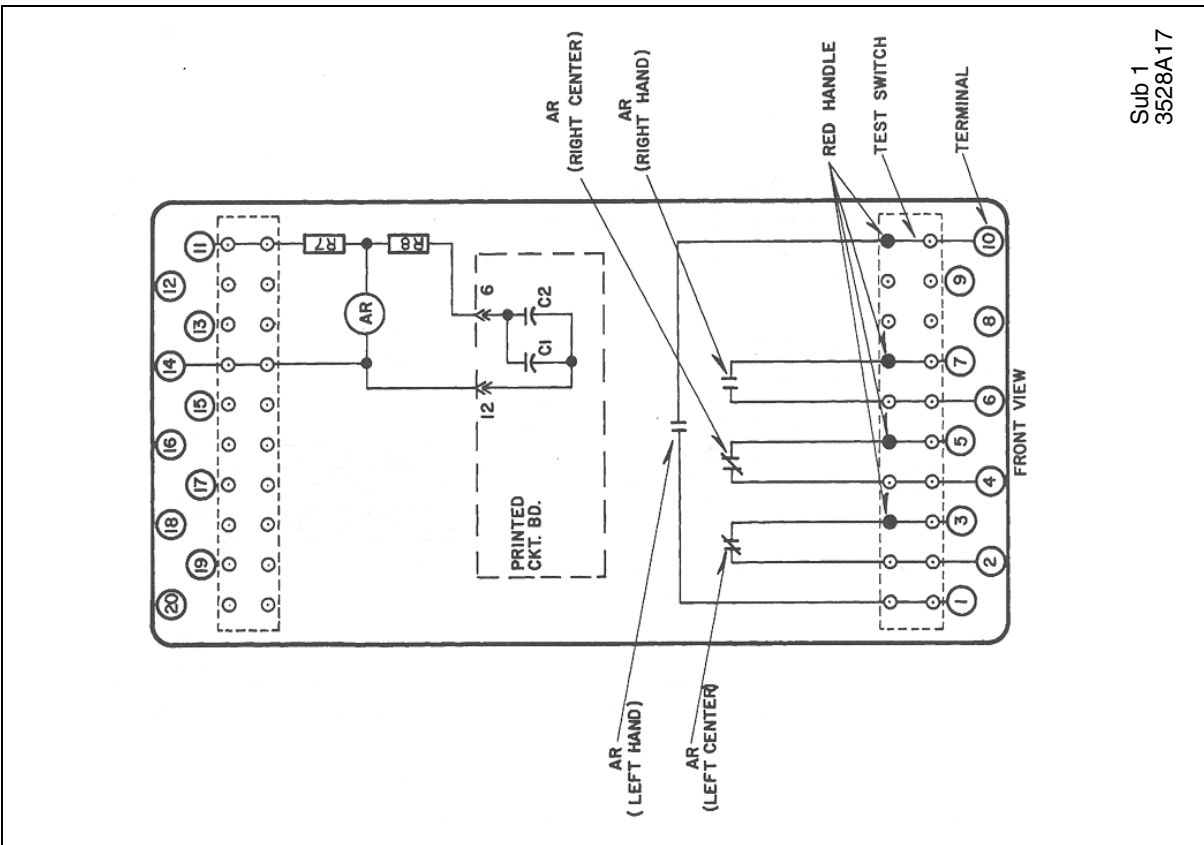 Sub 1
3528A17
AR
(RIGHT CENTER)
AR
(RIGHT HAND)
RED HANDLE
TEST SWITCH
TERMINAL
20
19
18
17
16
15
14
13
12
11
R7
R8
AR
6
12
C2
C1
PRINTED
CKT. BD.
1
2
3
4
5
6
7
8
9
10
FRONT VIEW
AR
(LEFT HAND)
AR
(LEFT CENTER)